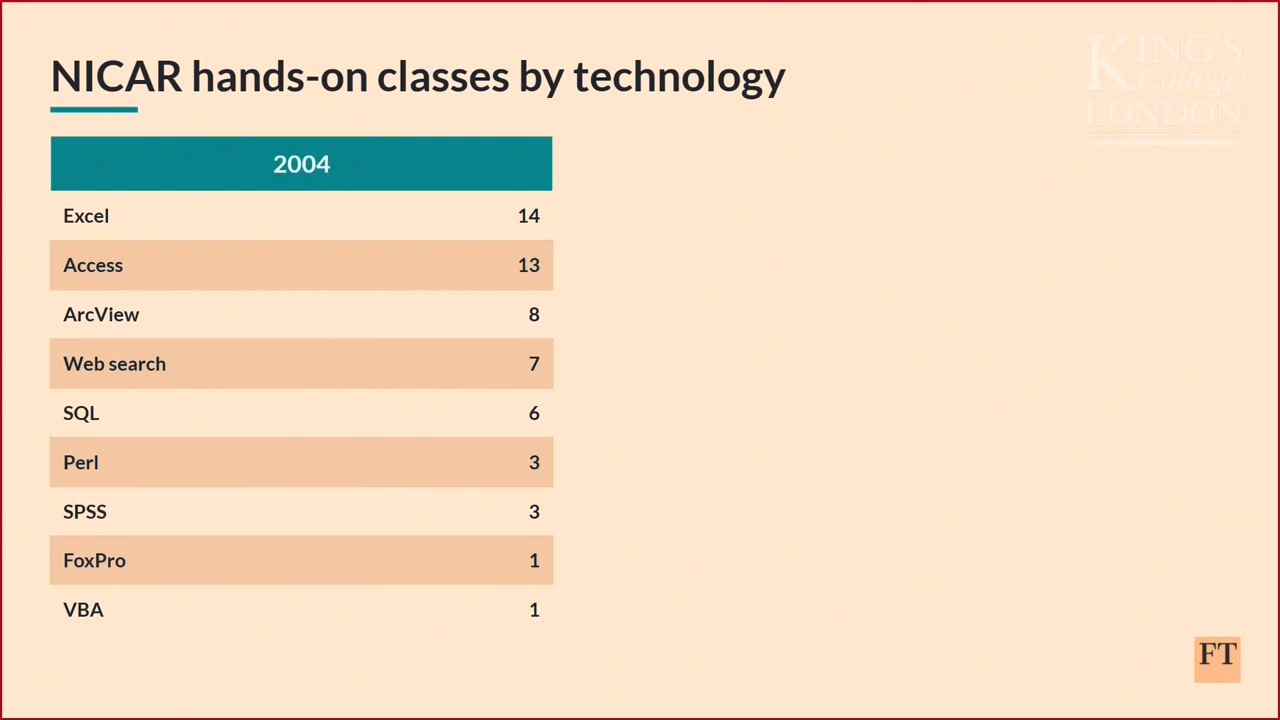 NICAR hands-on classes by technology
KING'S
College
LONDON
2004
Excel 14
Access 13
ArcView 8
Web search 7
SQL 6
Perl 3
SPSS 3
FoxPro 1
VBA 1
FT